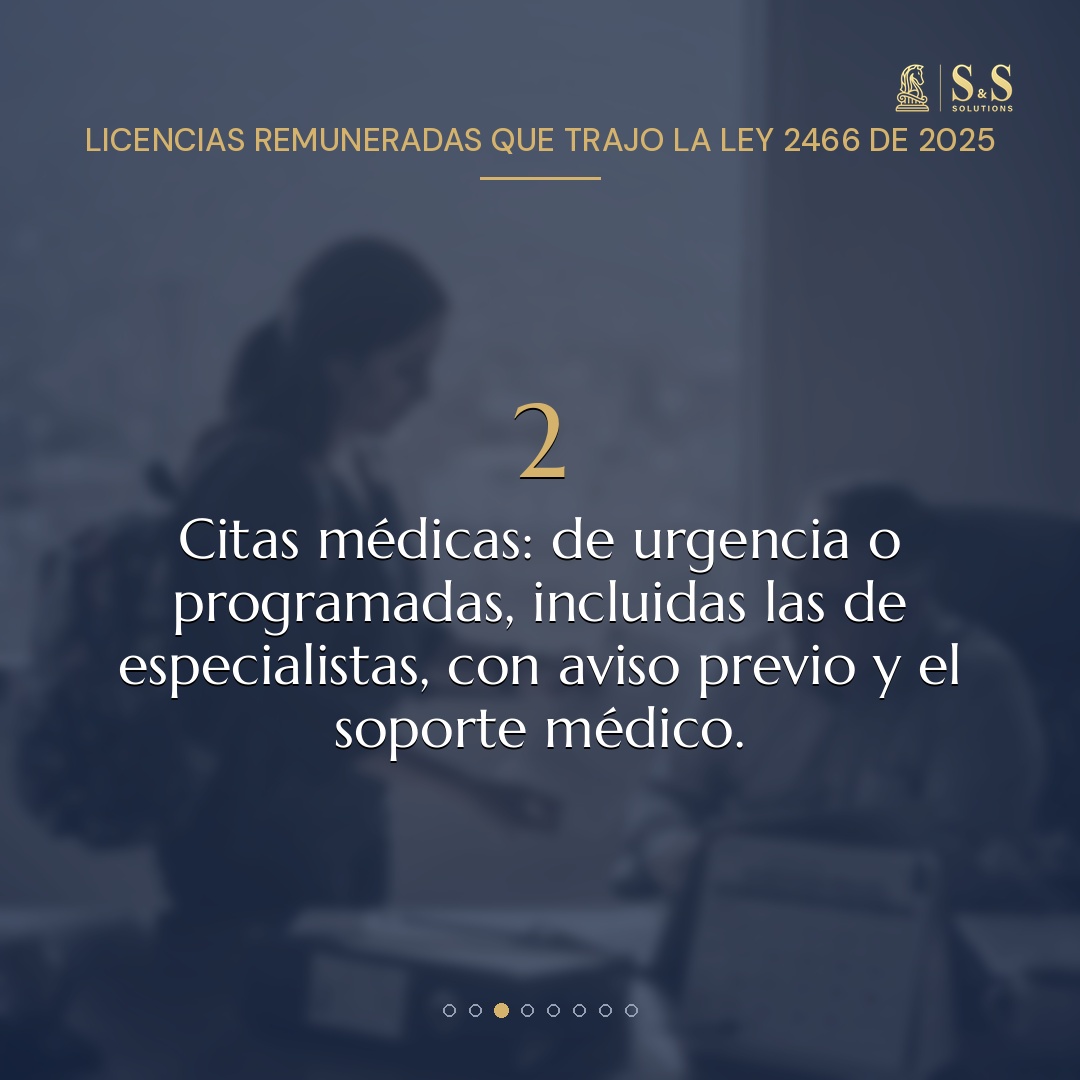 S&S
SOLUTIONS
LICENCIAS REMUNERADAS QUE TRAJO LA LEY 2466 DE 2025
2
Citas médicas: de urgencia o
programadas, incluidas las de
especialistas, con aviso previo y el
soporte médico.